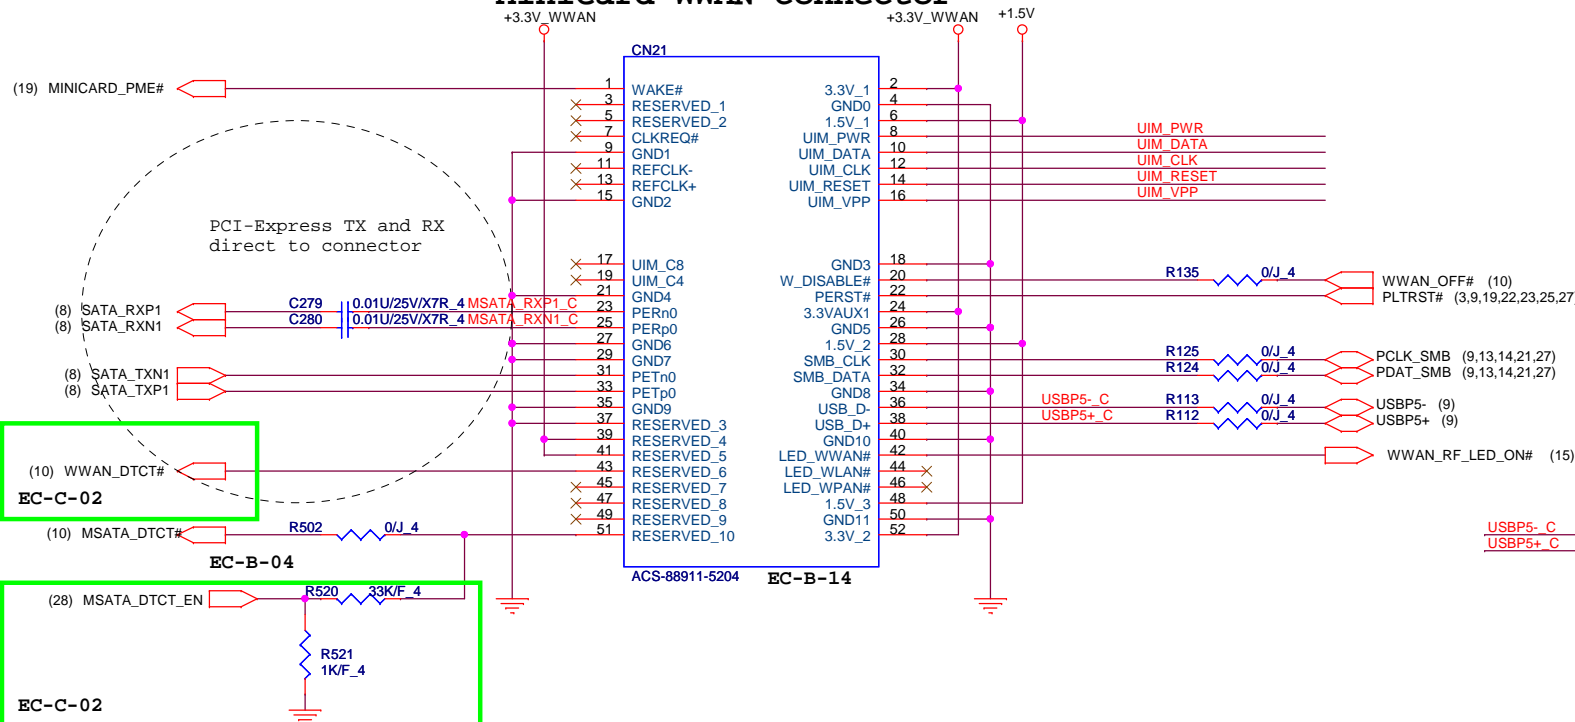 Minicard WWAN Connector
+3.3V_WWAN
+3.3V_WWAN
+1.5V
CN21
(19) MINICARD_PME#
1 WAKE#
3 RESERVED_1
5 RESERVED_2
7 CLKREQ#
9 GND1
11 REFCLK-
13 REFCLK+
15 GND2
17 UIM_C8
19 UIM_C4
21 GND4
23 PERn0
25 PERp0
27 GND6
29 GND7
31 PETn0
33 PETp0
35 GND9
37 RESERVED_3
39 RESERVED_4
41 RESERVED_5
43 RESERVED_6
45 RESERVED_7
47 RESERVED_8
49 RESERVED_9
51 RESERVED_10
3.3V_1 2
GND0 4
1.5V_1 6
UIM_PWR 8
UIM_DATA 10
UIM_CLK 12
UIM_RESET 14
UIM_VPP 16
GND3 18
W_DISABLE# 20
PERST# 22
3.3VAUX1 24
GND5 26
1.5V_2 28
SMB_CLK 30
SMB_DATA 32
GND8 34
USB_D- 36
USB_D+ 38
GND10 40
LED_WWAN# 42
LED_WLAN# 44
LED_WPAN# 46
1.5V_3 48
GND11 50
3.3V_2 52
ACS-88911-5204
EC-B-14
PCI-Express TX and RX
direct to connector
(8) SATA_RXP1 C279 0.01U/25V/X7R_4 MSATA_RXP1_C
(8) SATA_RXN1 C280 0.01U/25V/X7R_4 MSATA_RXN1_C
(8) SATA_TXN1
(8) SATA_TXP1
(10) WWAN_DTCT#
EC-C-02
(10) MSATA_DTCT# R502 0/J_4
EC-B-04
(28) MSATA_DTCT_EN R520 33K/F_4
R521
1K/F_4
EC-C-02
UIM_PWR
UIM_DATA
UIM_CLK
UIM_RESET
UIM_VPP
R135 0/J_4 WWAN_OFF# (10)
PLTRST# (3,9,19,22,23,25,27
R125 0/J_4 PCLK_SMB (9,13,14,21,27)
R124 0/J_4 PDAT_SMB (9,13,14,21,27)
USBP5-_C R113 0/J_4 USBP5- (9)
USBP5+_C R112 0/J_4 USBP5+ (9)
WWAN_RF_LED_ON# (15)
USBP5-_C
USBP5+_C